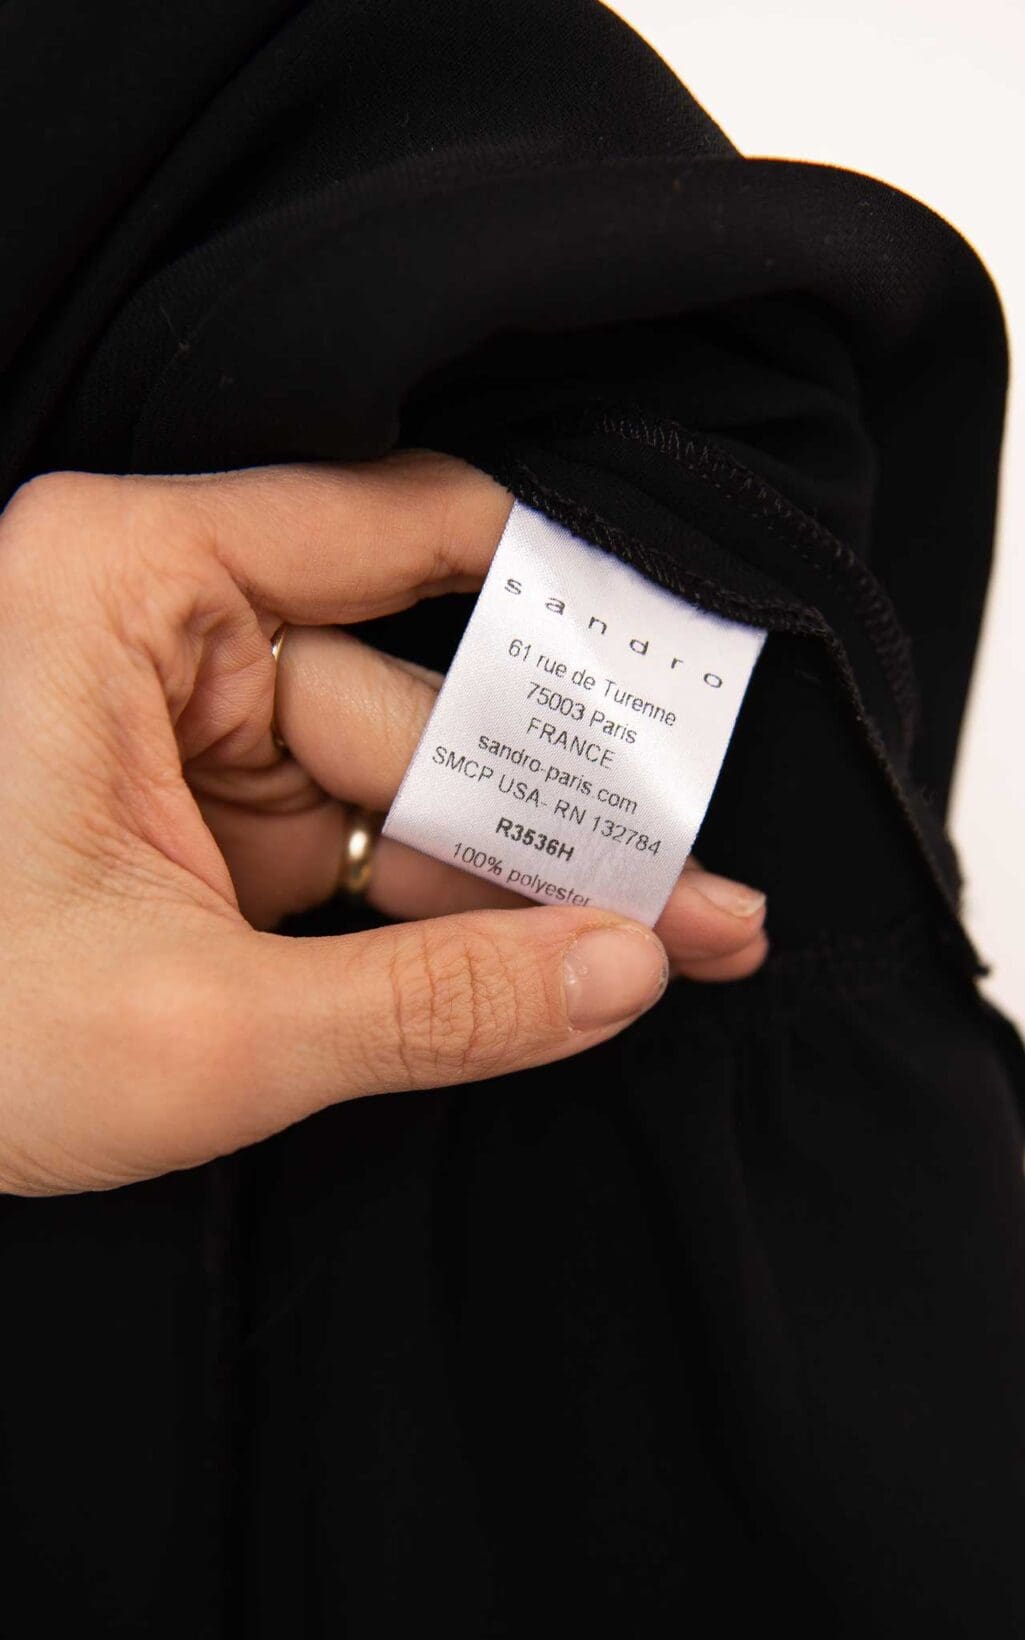 sandro
61 rue de Turenne
75003 Paris
FRANCE
sandro-paris.com
SMCP USA- RN 132784
R3536H
100% polyester